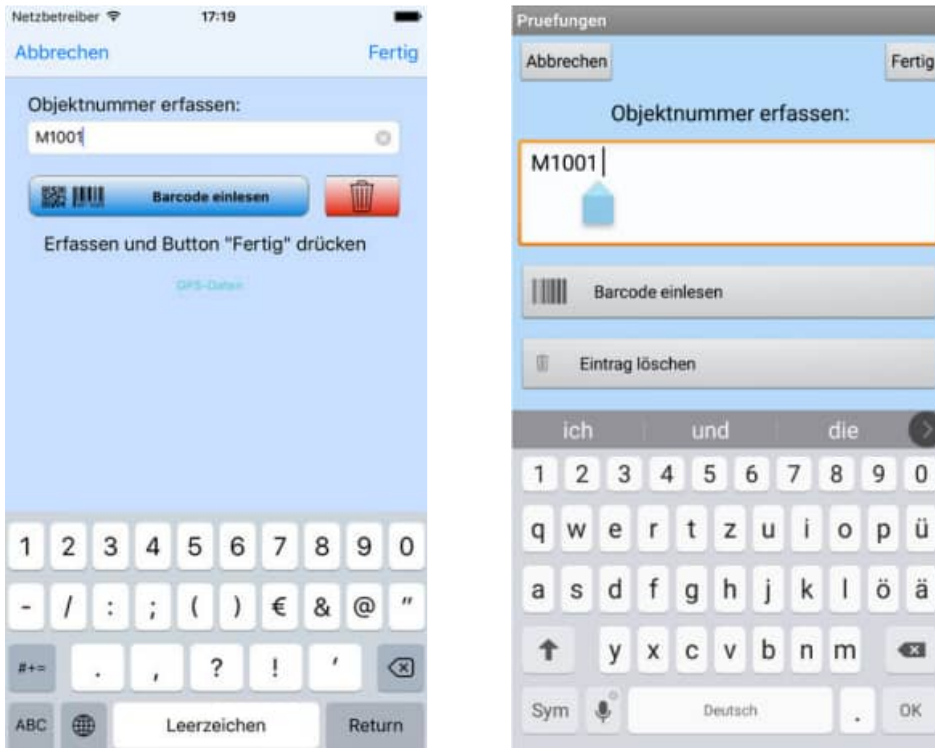 Netzbetreiber 17:19
Abbrechen Fertig
Objektnummer erfassen:
M1001
Barcode einlesen
Erfassen und Button "Fertig" drücken
GPS-Daten
1 2 3 4 5 6 7 8 9 0
- / : ; ( ) € & @ "
#+= . , ? ! '
ABC Leerzeichen Return
Pruefungen
Abbrechen Fertig
Objektnummer erfassen:
M1001
Barcode einlesen
Eintrag löschen
ich und die
1 2 3 4 5 6 7 8 9 0
q w e r t z u i o p ü
a s d f g h j k l ö ä
y x c v b n m
Sym Deutsch . OK